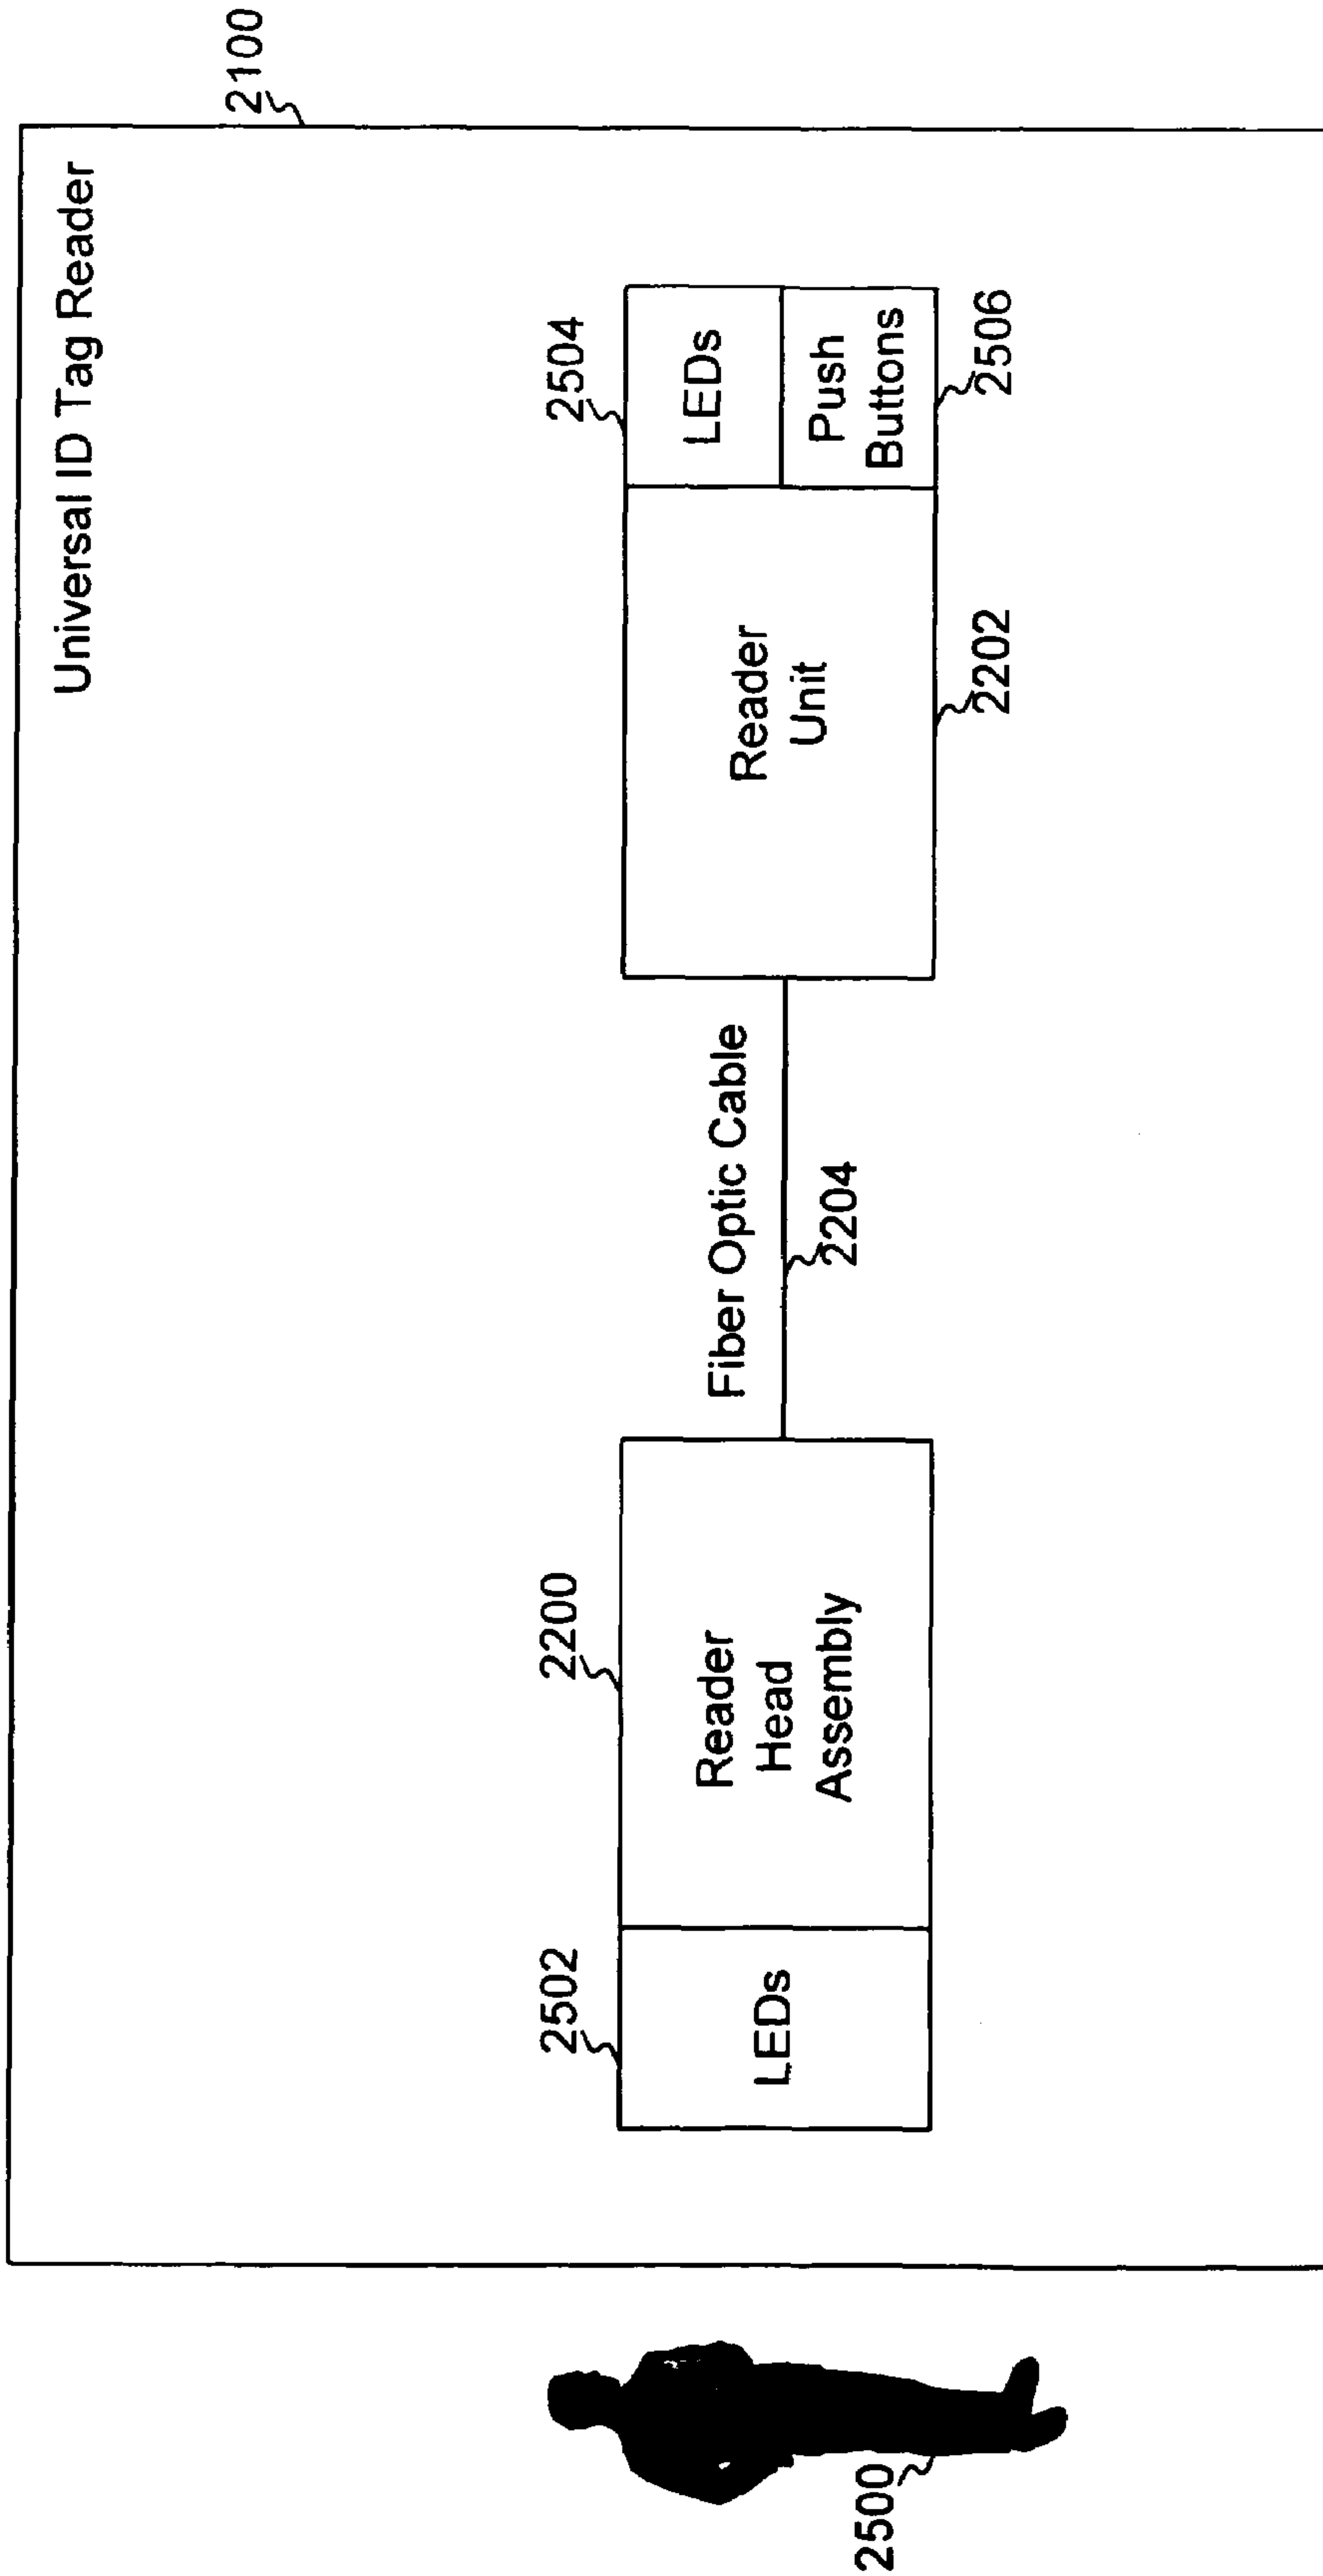 Universal ID Tag Reader
2100
2502
2200
2504
LEDs
Reader
Head
Assembly
Fiber Optic Cable
2204
Reader
Unit
LEDs
Push
Buttons
2202
2506
2500